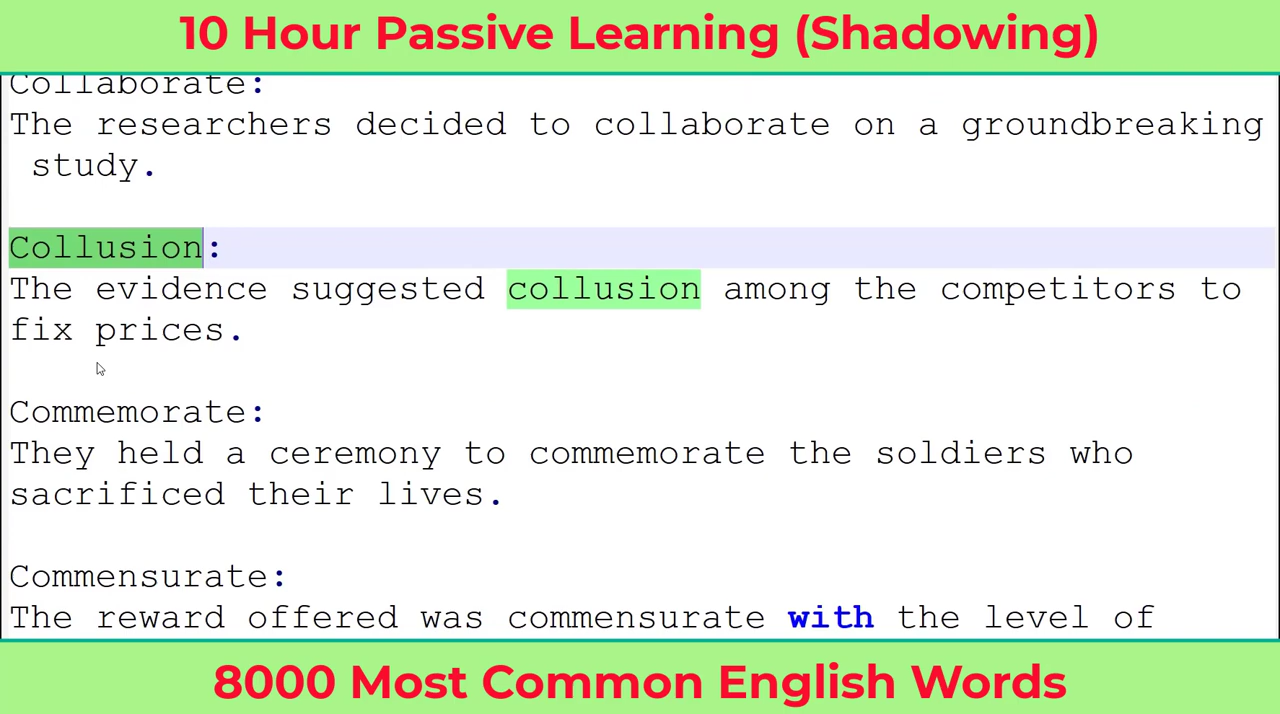 10 Hour Passive Learning (Shadowing)
Collaborate:
The researchers decided to collaborate on a groundbreaking
study.
Collusion:
The evidence suggested collusion among the competitors to
fix prices.
Commemorate:
They held a ceremony to commemorate the soldiers who
sacrificed their lives.
Commensurate:
The reward offered was commensurate with the level of
8000 Most Common English Words